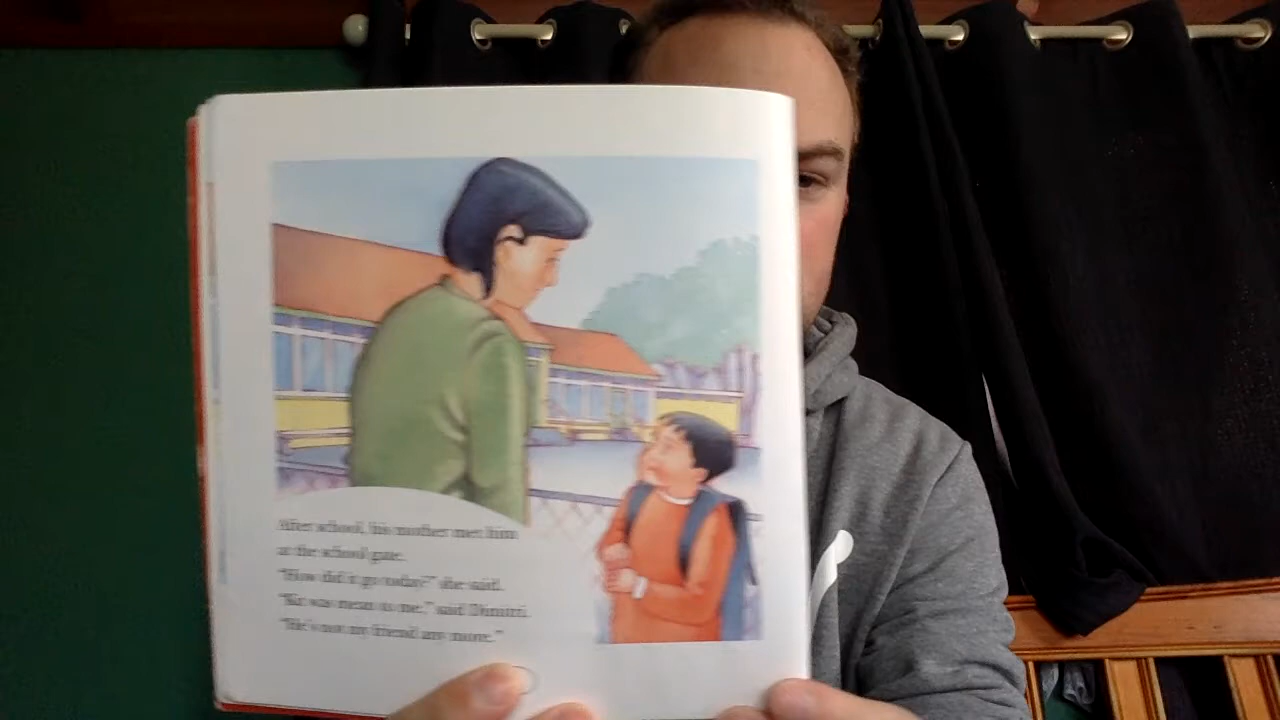 After school, his mother met him
at the school gate.
"How did it go today?" she said.
"Kit was mean to me," said Dimitri.
"He's not my friend any more."